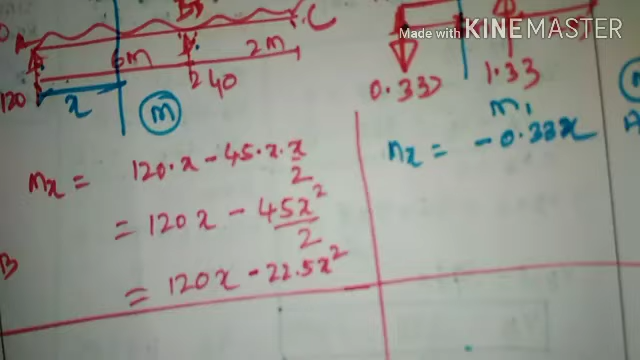 Made with KINEMASTER
A
C
6m
2m
120
240
x
0.333
1.33
M
m₁
Mx = 120·x - 45·x·x/2
= 120x - 45x²/2
= 120x - 22.5x²
B
Mx = -0.33x